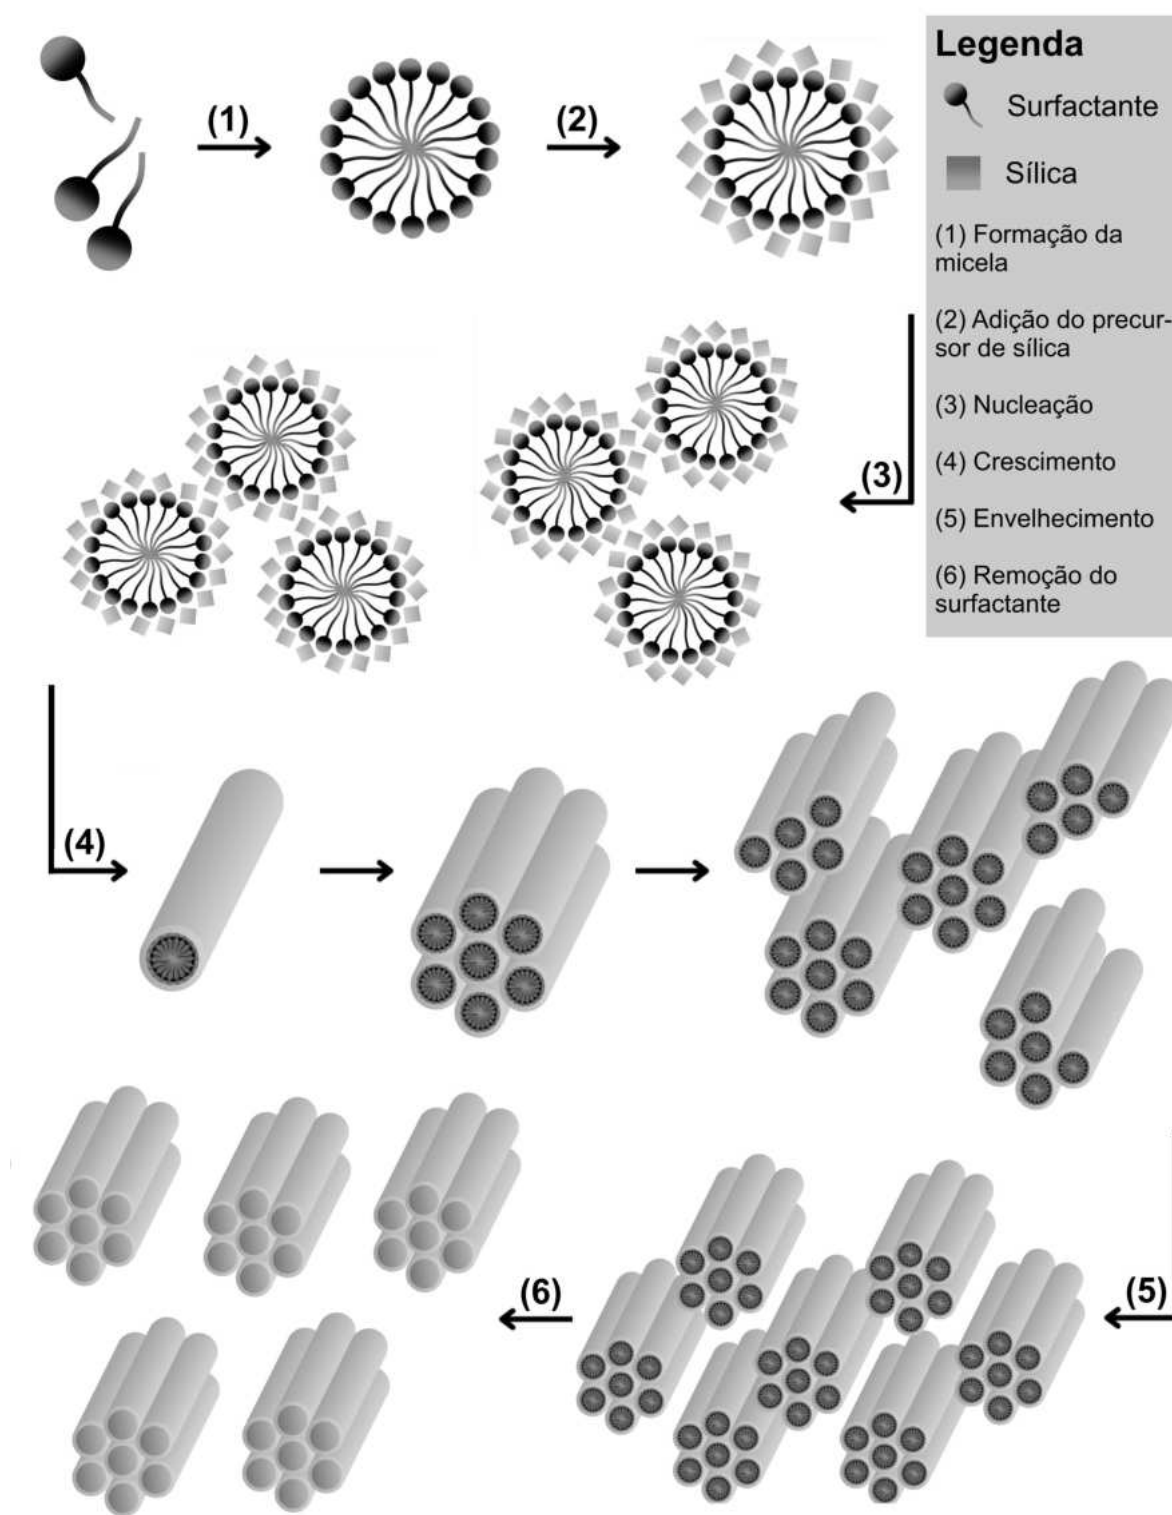 (1)
(2)
Legenda
Surfactante
Sílica
(1) Formação da
micela
(2) Adição do precur-
sor de sílica
(3) Nucleação
(4) Crescimento
(5) Envelhecimento
(6) Remoção do
surfactante
(3)
(4)
(5)
(6)